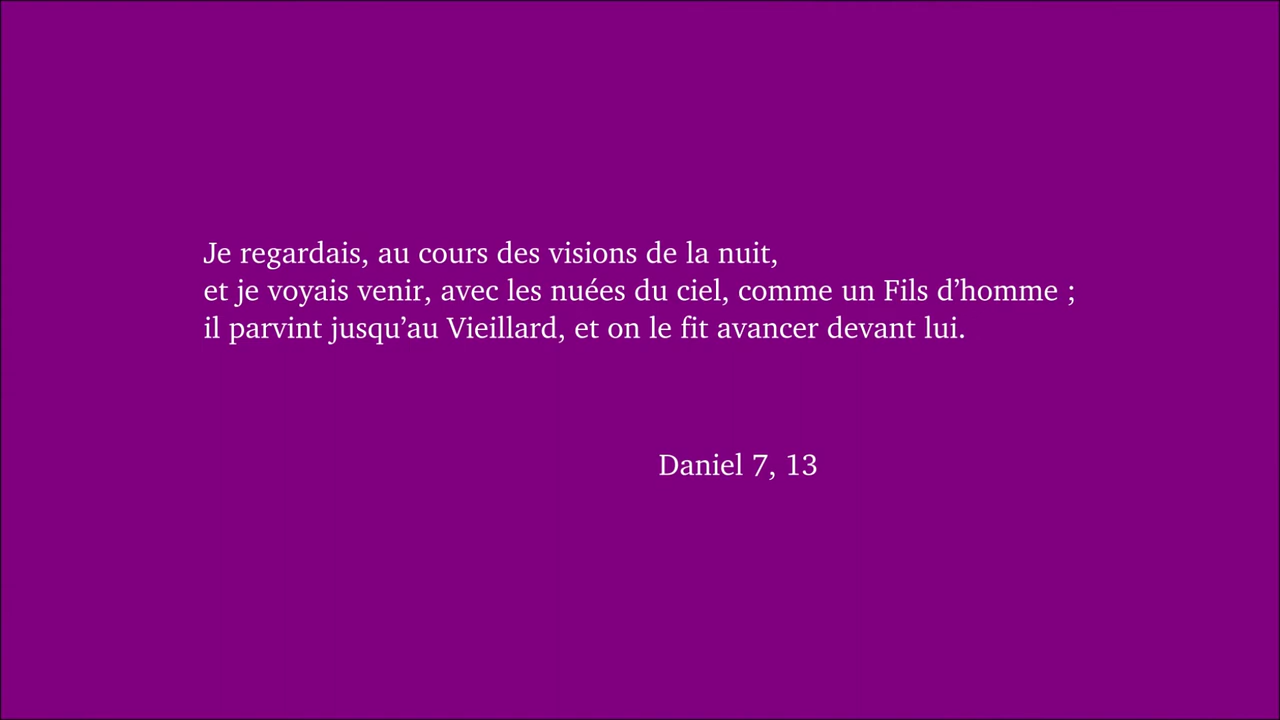 Je regardais, au cours des visions de la nuit,
et je voyais venir, avec les nuées du ciel, comme un Fils d’homme ;
il parvint jusqu’au Vieillard, et on le fit avancer devant lui.
Daniel 7, 13